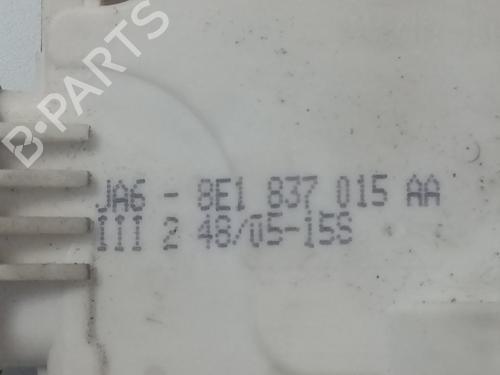 B-PARTS
JA6 - 8E1 837 015 AA
III 2 48/05-15S